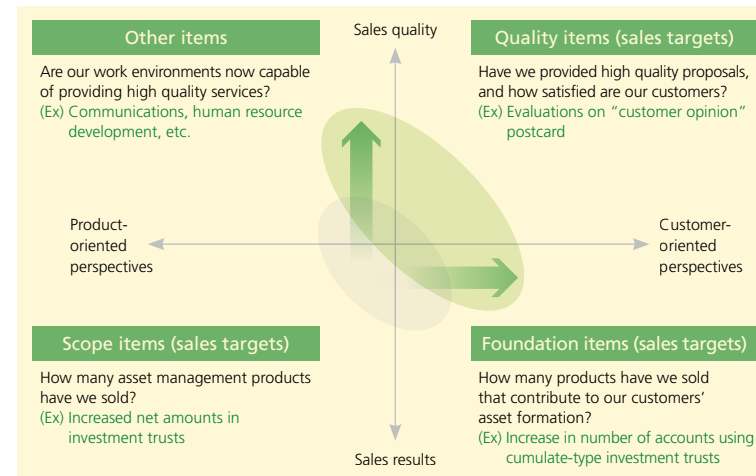 Other items
Are our work environments now capable
of providing high quality services?
(Ex) Communications, human resource
development, etc.
Sales quality
Quality items (sales targets)
Have we provided high quality proposals,
and how satisfied are our customers?
(Ex) Evaluations on “customer opinion”
postcard
Product-
oriented
perspectives
Customer-
oriented
perspectives
Scope items (sales targets)
How many asset management products
have we sold?
(Ex) Increased net amounts in
investment trusts
Foundation items (sales targets)
How many products have we sold
that contribute to our customers’
asset formation?
(Ex) Increase in number of accounts using
cumulate-type investment trusts
Sales results